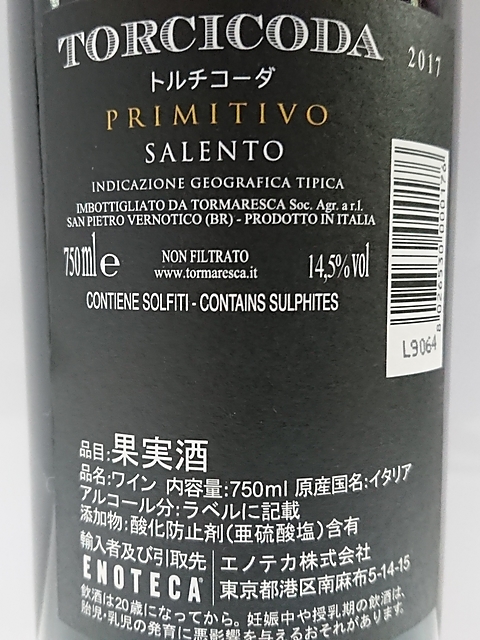 TORCICODA 2017
トルチコーダ
PRIMITIVO
SALENTO
INDICAZIONE GEOGRAFICA TIPICA
IMBOTTIGLIATO DA TORMARESCA Soc. Agr. a r.l.
SAN PIETRO VERNOTICO (BR) - PRODOTTO IN ITALIA
750ml e NON FILTRATO 14,5%vol
www.tormaresca.it
CONTIENE SOLFITI - CONTAINS SULPHITES
8 026530 000176
L9064
品目:果実酒
品名:ワイン 内容量:750ml 原産国名:イタリア
アルコール分:ラベルに記載
添加物:酸化防止剤(亜硫酸塩)含有
輸入者及び引取先 エノテカ株式会社
ENOTECA 東京都港区南麻布5-14-15
飲酒は20歳になってから。妊娠中や授乳期の飲酒は、
胎児・乳児の発育に悪影響を与えるおそれがあります。